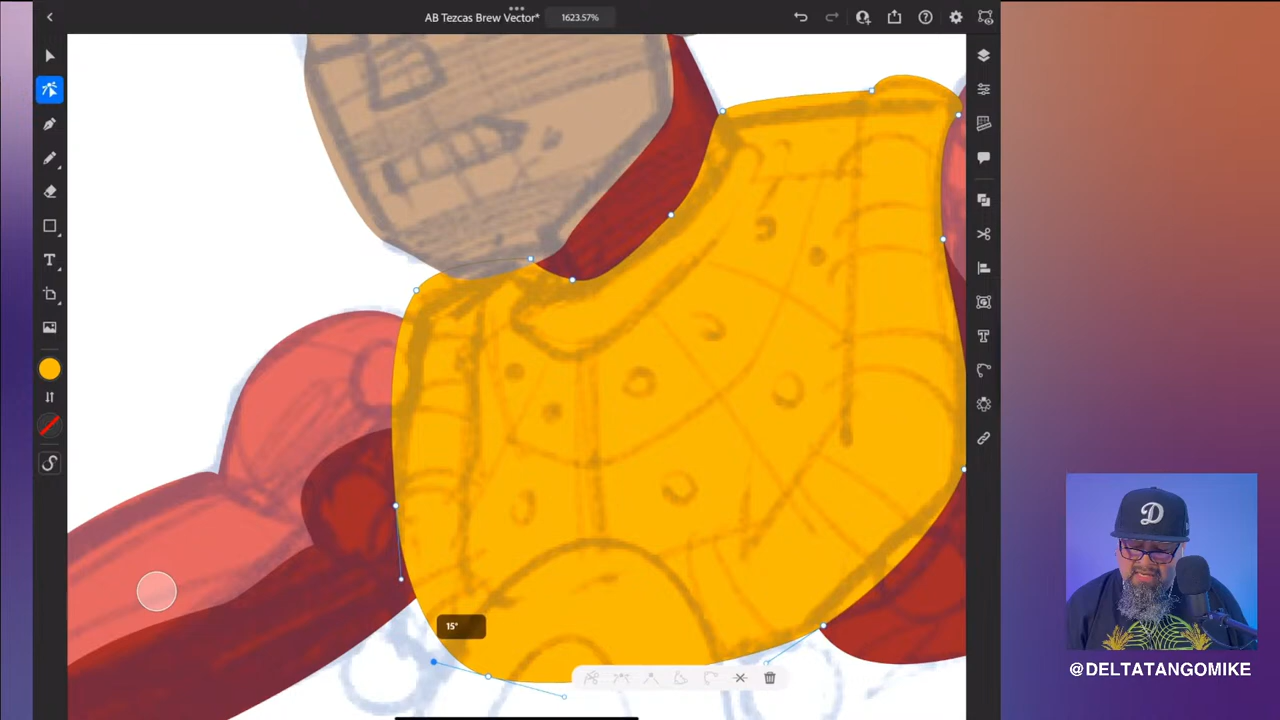 AB Tezcas Brew Vector*
1623.57%
15°
D
@DELTATANGOMIKE